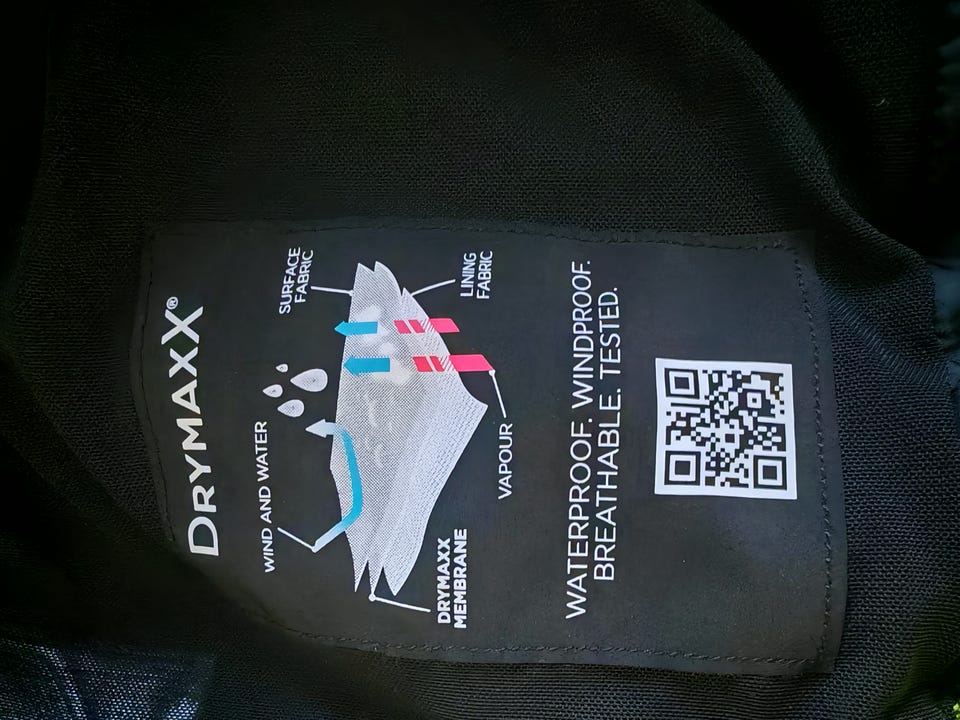 DRYMAXX®
WIND AND WATER
SURFACE
FABRIC
LINING
FABRIC
VAPOUR
DRYMAXX
MEMBRANE
WATERPROOF. WINDPROOF.
BREATHABLE. TESTED.